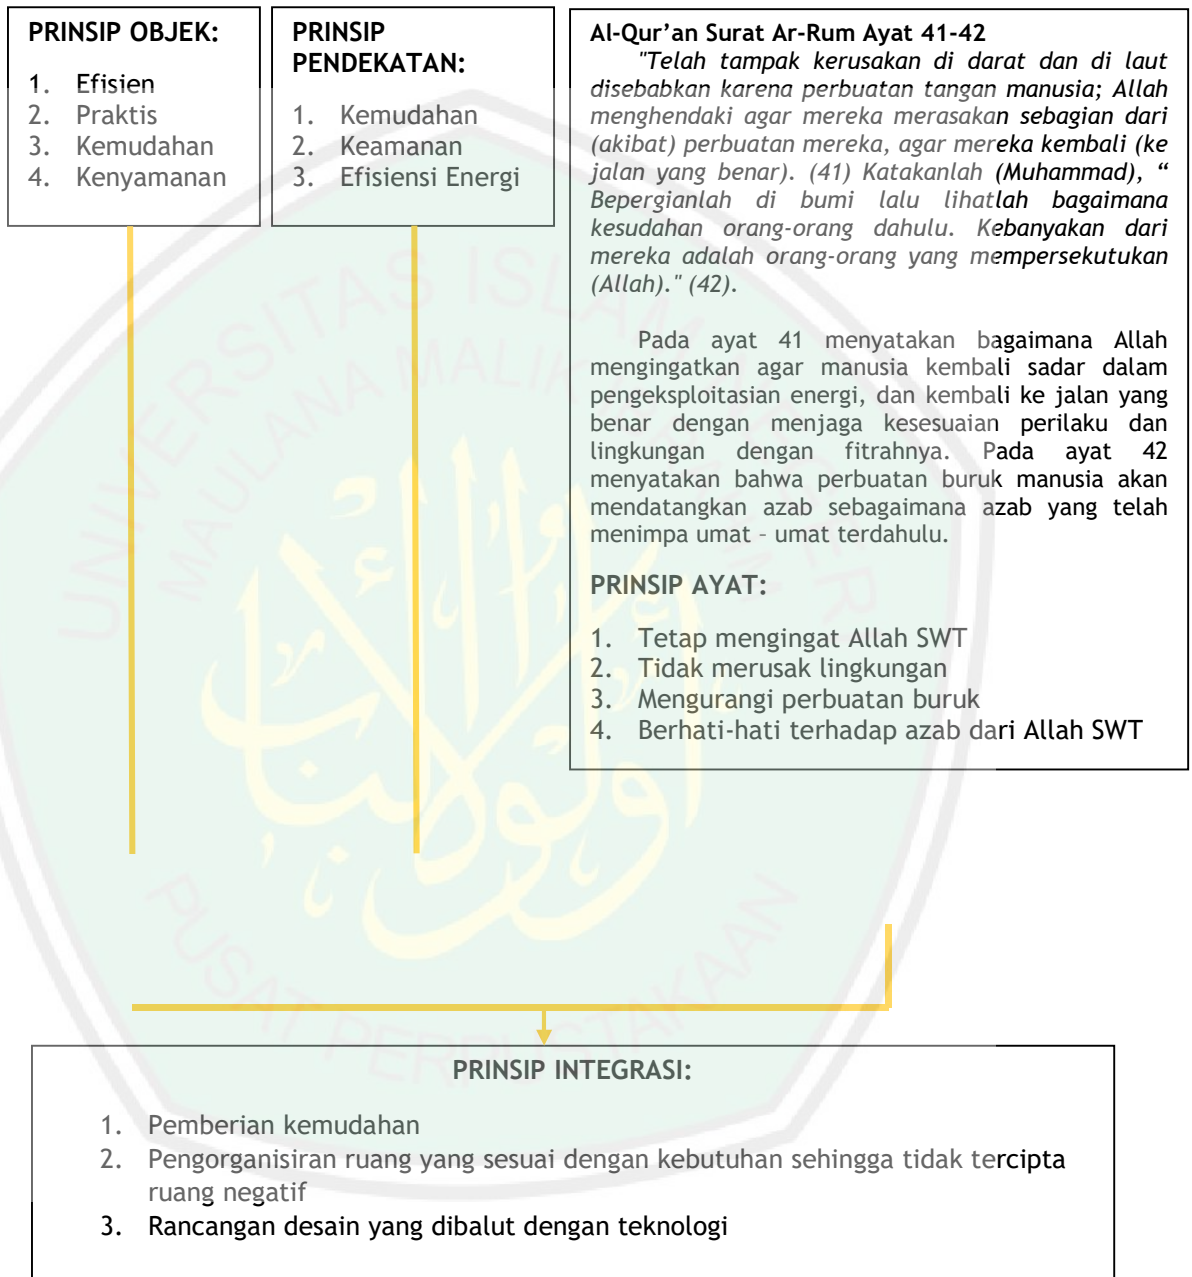 PRINSIP OBJEK:
1. Efisien
2. Praktis
3. Kemudahan
4. Kenyamanan
PRINSIP
PENDEKATAN:
1. Kemudahan
2. Keamanan
3. Efisiensi Energi
Al-Qur’an Surat Ar-Rum Ayat 41-42
"Telah tampak kerusakan di darat dan di laut
disebabkan karena perbuatan tangan manusia; Allah
menghendaki agar mereka merasakan sebagian dari
(akibat) perbuatan mereka, agar mereka kembali (ke
jalan yang benar). (41) Katakanlah (Muhammad), “
Bepergianlah di bumi lalu lihatlah bagaimana
kesudahan orang-orang dahulu. Kebanyakan dari
mereka adalah orang-orang yang mempersekutukan
(Allah)." (42).
Pada ayat 41 menyatakan bagaimana Allah
mengingatkan agar manusia kembali sadar dalam
pengeksploitasian energi, dan kembali ke jalan yang
benar dengan menjaga kesesuaian perilaku dan
lingkungan dengan fitrahnya. Pada ayat 42
menyatakan bahwa perbuatan buruk manusia akan
mendatangkan azab sebagaimana azab yang telah
menimpa umat – umat terdahulu.
PRINSIP AYAT:
1. Tetap mengingat Allah SWT
2. Tidak merusak lingkungan
3. Mengurangi perbuatan buruk
4. Berhati-hati terhadap azab dari Allah SWT
PRINSIP INTEGRASI:
1. Pemberian kemudahan
2. Pengorganisiran ruang yang sesuai dengan kebutuhan sehingga tidak tercipta
ruang negatif
3. Rancangan desain yang dibalut dengan teknologi
UNIVERSITAS ISLAM NEGERI
MAULANA MALIK IBRAHIM
PUSAT PERPUSTAKAAN